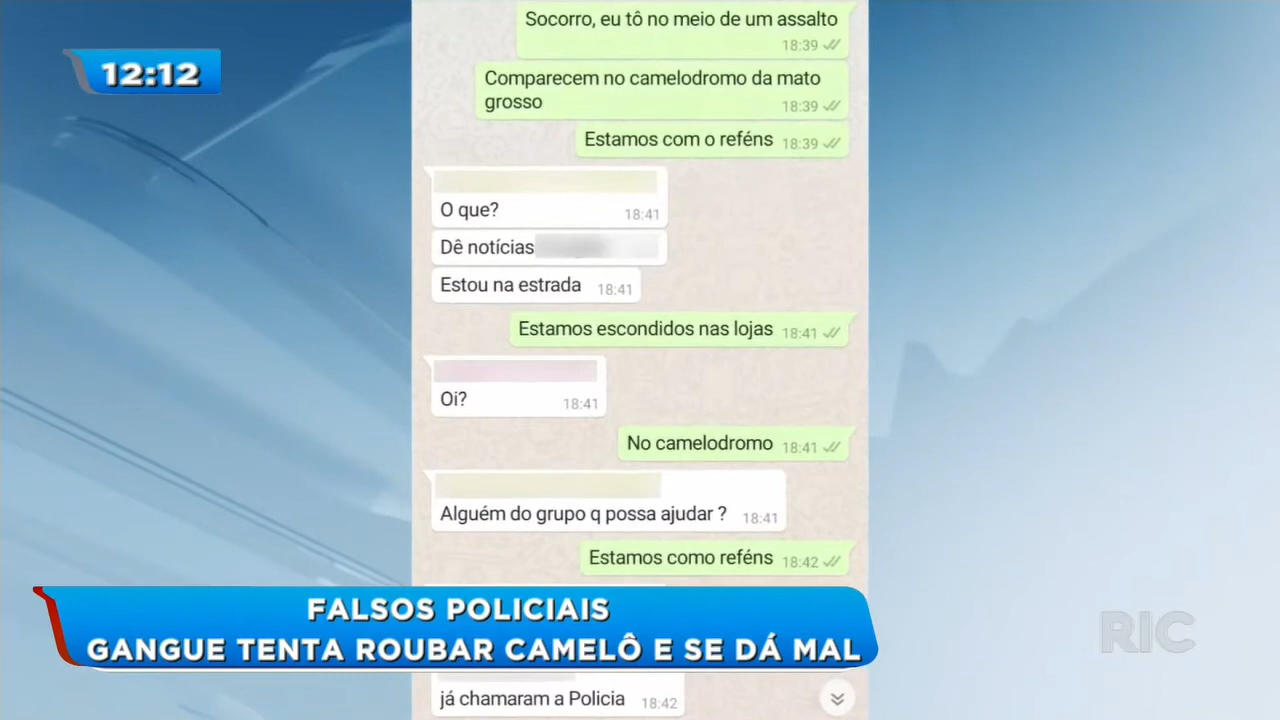 Socorro, eu tô no meio de um assalto
18:39
12:12
Comparecem no camelodromo da mato
grosso 18:39
Estamos com o reféns 18:39
O que? 18:41
Dê notícias
Estou na estrada 18:41
Estamos escondidos nas lojas 18:41
Oi? 18:41
No camelodromo 18:41
Alguém do grupo q possa ajudar ? 18:41
Estamos como reféns 18:42
FALSOS POLICIAIS
GANGUE TENTA ROUBAR CAMELÔ E SE DÁ MAL
RIC
já chamaram a Policia 18:42